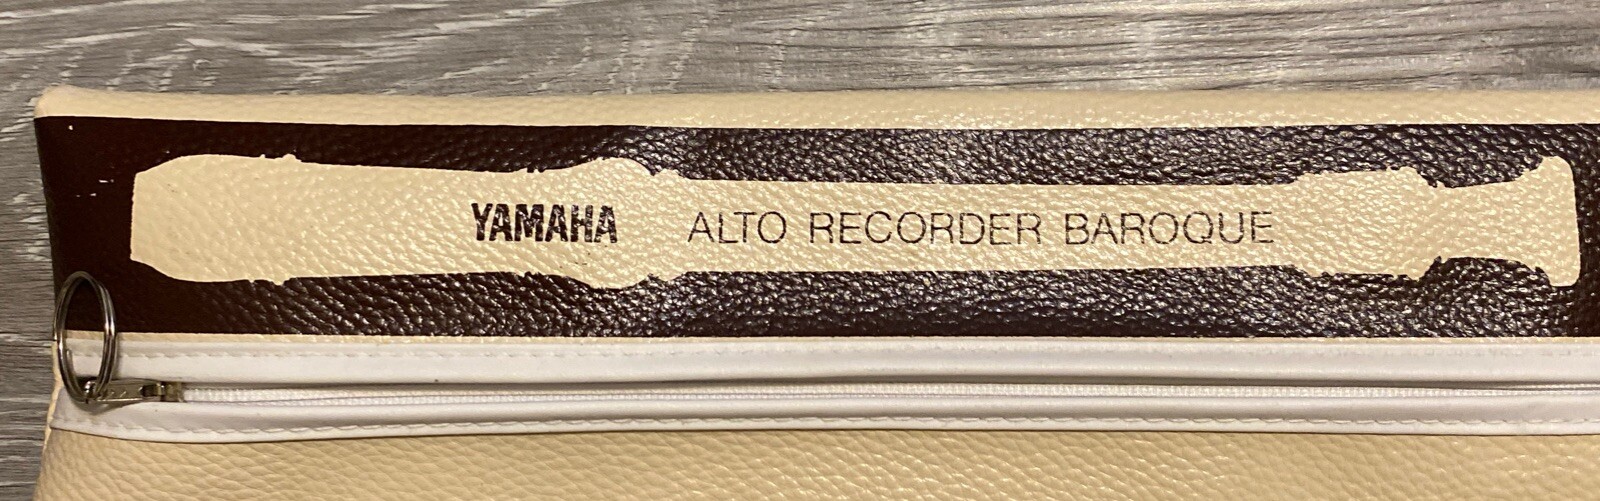 YAMAHA ALTO RECORDER BAROQUE